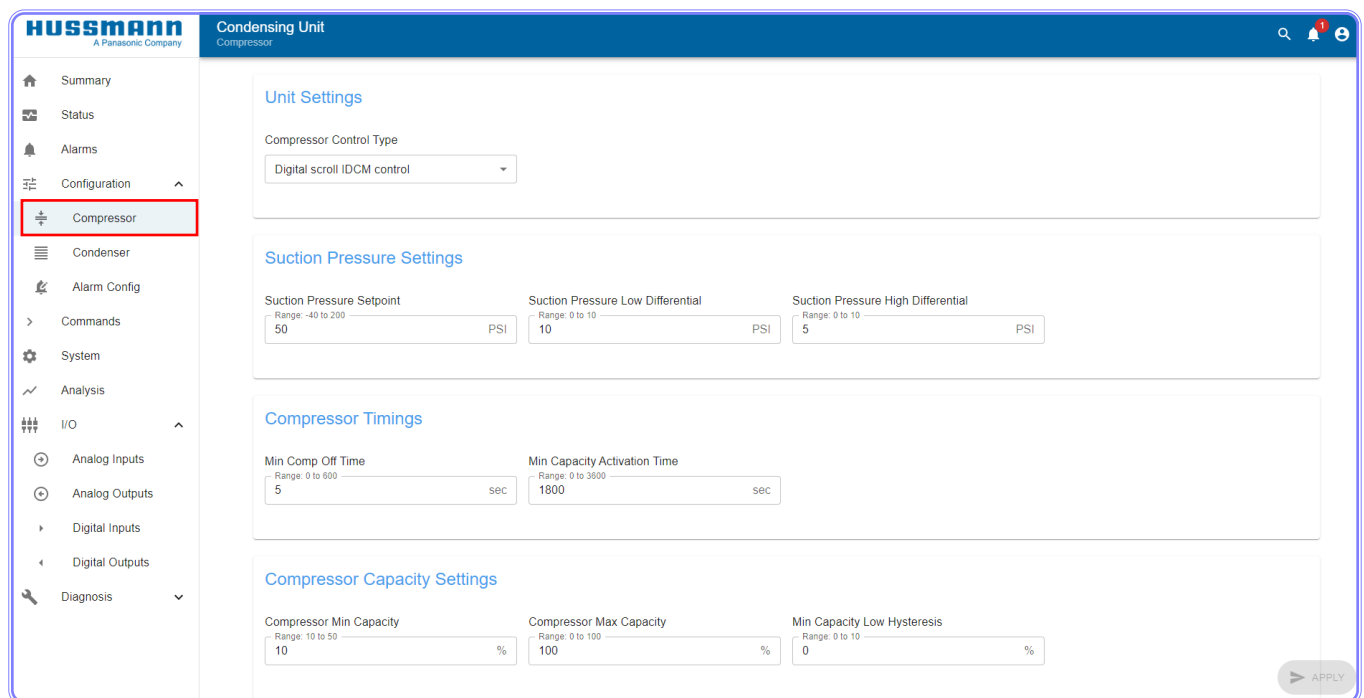 HUSSMANN
A Panasonic Company
Condensing Unit
Compressor
1
Summary
Status
Alarms
Configuration
Compressor
Condenser
Alarm Config
Commands
System
Analysis
I/O
Analog Inputs
Analog Outputs
Digital Inputs
Digital Outputs
Diagnosis
Unit Settings
Compressor Control Type
Digital scroll IDCM control
Suction Pressure Settings
Suction Pressure Setpoint
Range: -40 to 200
50 PSI
Suction Pressure Low Differential
Range: 0 to 10
10 PSI
Suction Pressure High Differential
Range: 0 to 10
5 PSI
Compressor Timings
Min Comp Off Time
Range: 0 to 600
5 sec
Min Capacity Activation Time
Range: 0 to 3600
1800 sec
Compressor Capacity Settings
Compressor Min Capacity
Range: 10 to 50
10 %
Compressor Max Capacity
Range: 0 to 100
100 %
Min Capacity Low Hysteresis
Range: 0 to 10
0 %
APPLY